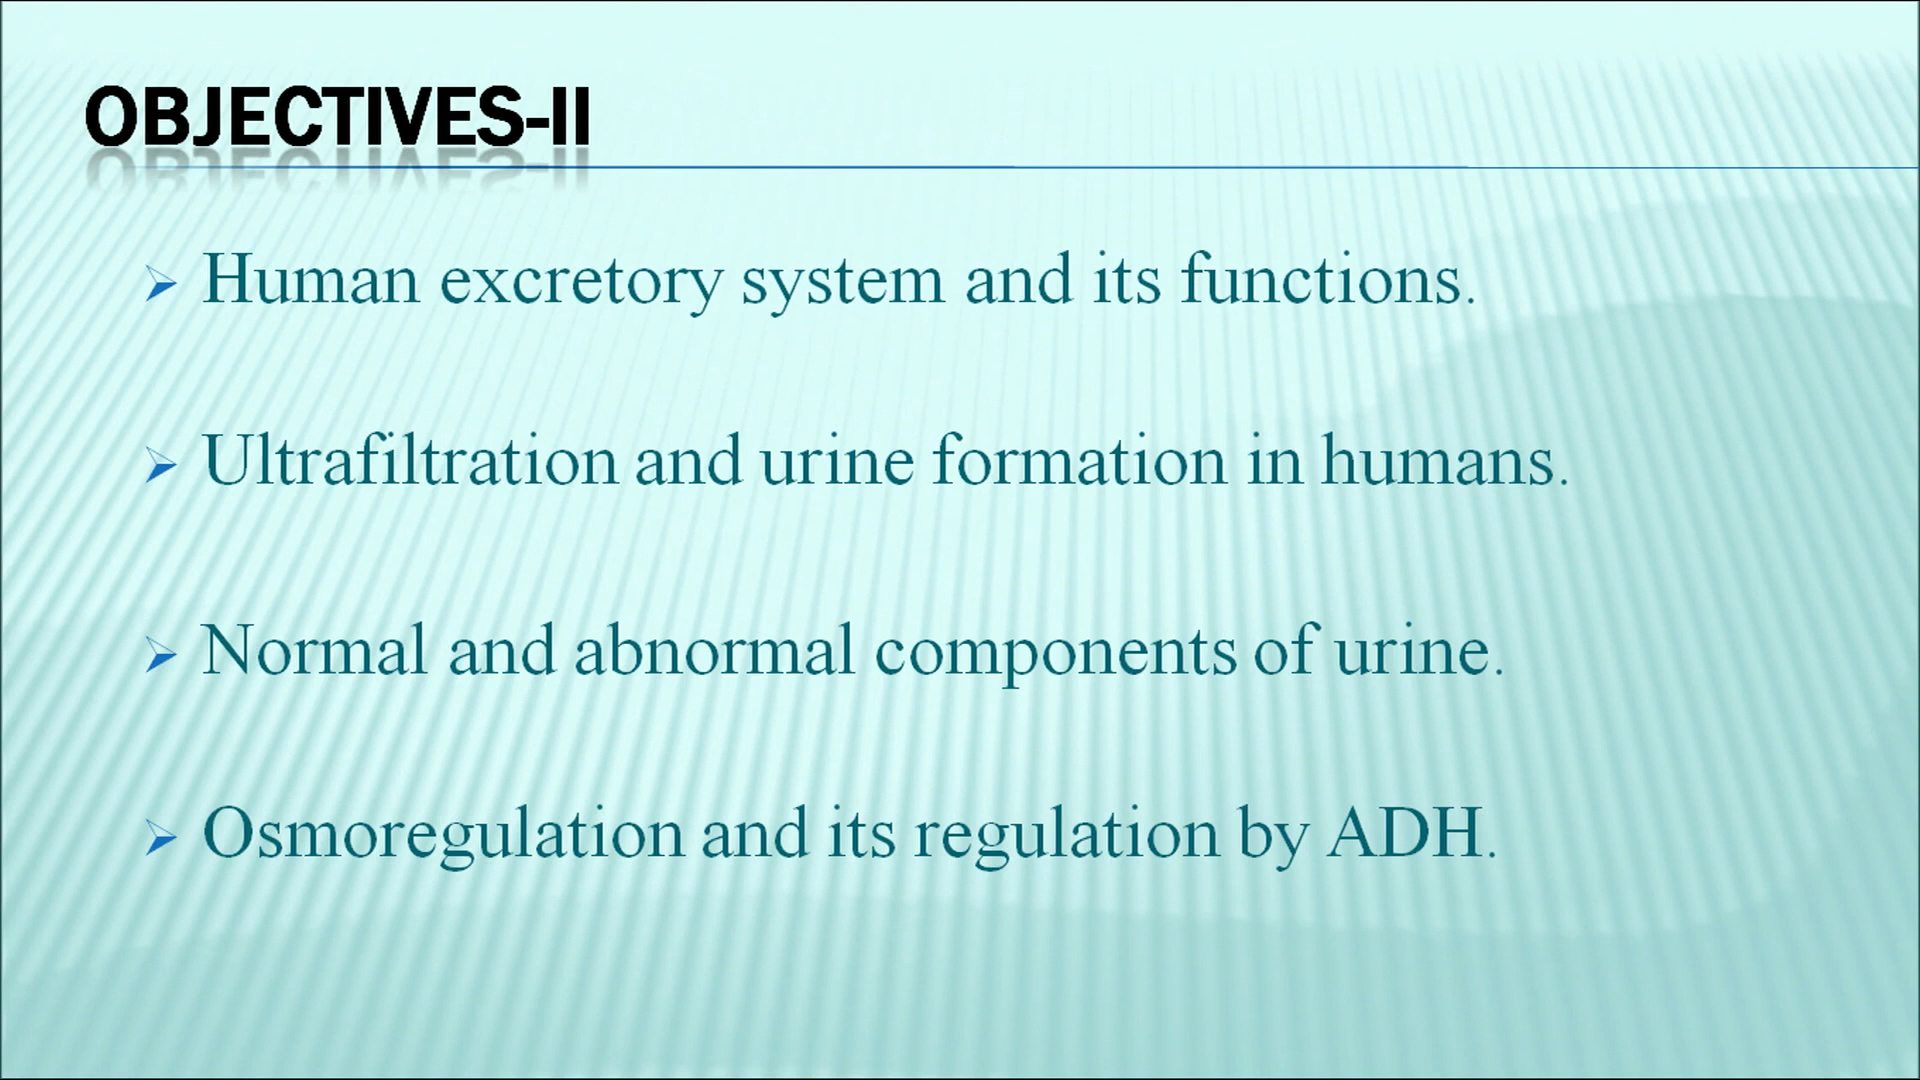 OBJECTIVES-II
Human excretory system and its functions.
Ultrafiltration and urine formation in humans.
Normal and abnormal components of urine.
Osmoregulation and its regulation by ADH.